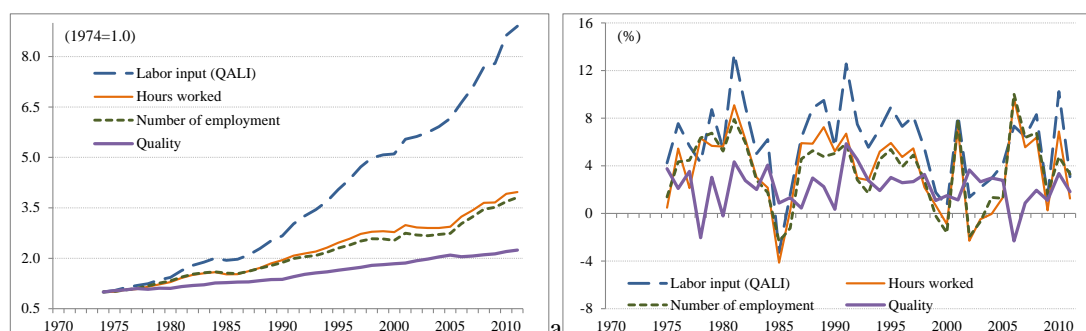 (1974=1.0)
8.0
Labor input (QALI)
Hours worked
6.5
Number of employment
Quality
5.0
3.5
2.0
0.5
1970 1975 1980 1985 1990 1995 2000 2005 2010
a
16
(%)
12
8
4
0
1970 1975 1980 1985 1990 1995 2000 2005 2010
-4
Labor input (QALI) Hours worked
Number of employment Quality
-8